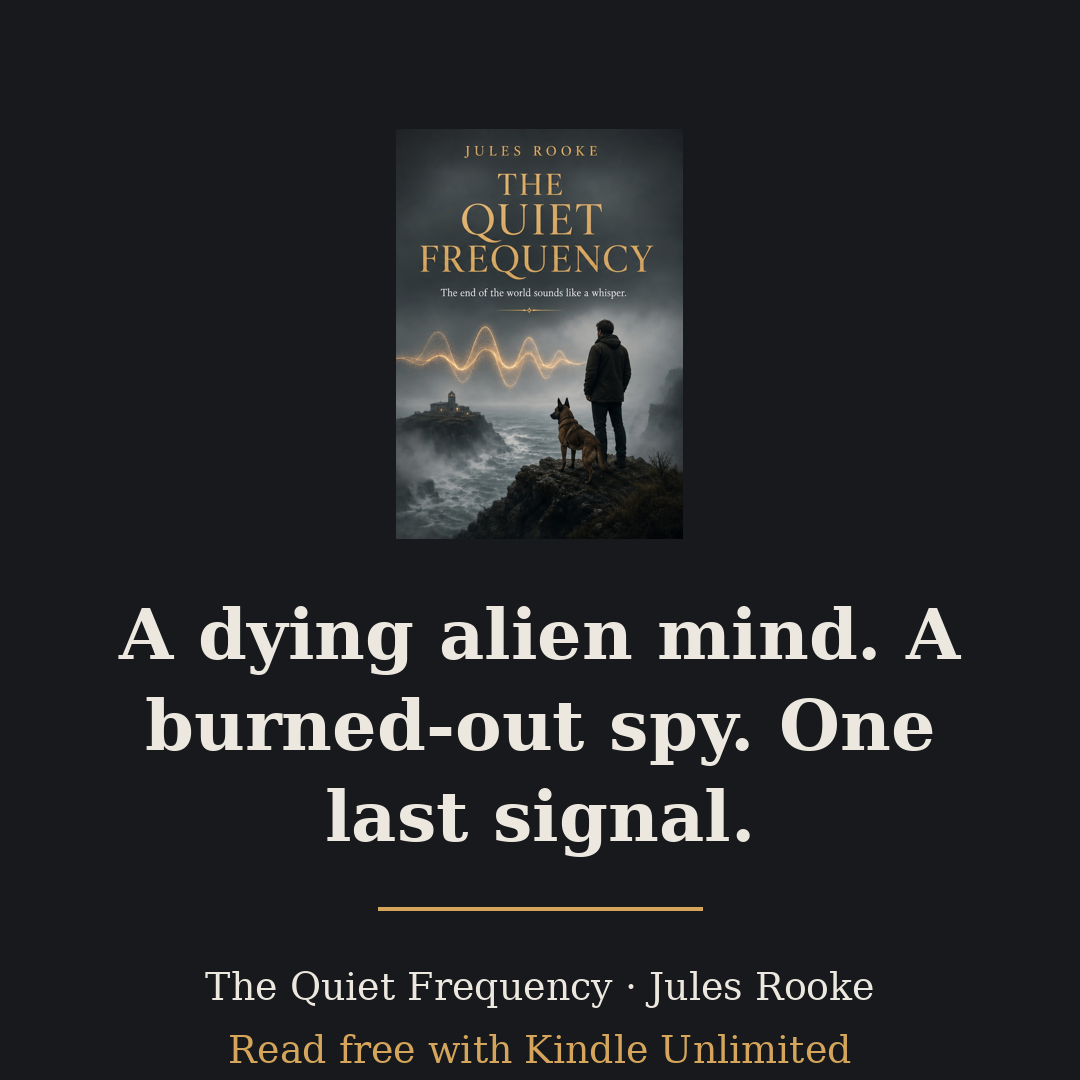 JULES ROOKE
THE
QUIET
FREQUENCY
The end of the world sounds like a whisper.
A dying alien mind. A
burned-out spy. One
last signal.
The Quiet Frequency · Jules Rooke
Read free with Kindle Unlimited